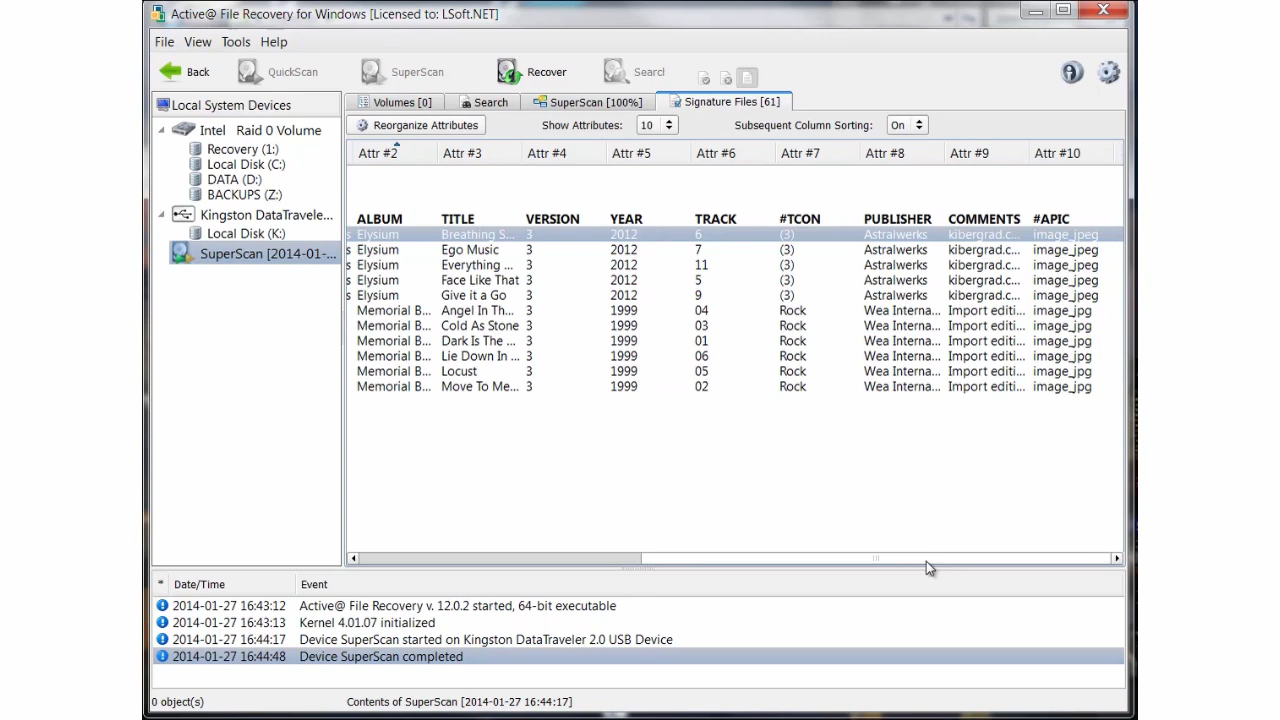 Active@ File Recovery for Windows [Licensed to: LSoft.NET]
File View Tools Help
Back QuickScan SuperScan Recover Search
Local System Devices
Intel Raid 0 Volume
Recovery (1:)
Local Disk (C:)
DATA (D:)
BACKUPS (Z:)
Kingston DataTravele...
Local Disk (K:)
SuperScan [2014-01-...
Volumes [0] Search SuperScan [100%] Signature Files [61]
Reorganize Attributes Show Attributes: 10 Subsequent Column Sorting: On
Attr #2 Attr #3 Attr #4 Attr #5 Attr #6 Attr #7 Attr #8 Attr #9 Attr #10
ALBUM TITLE VERSION YEAR TRACK #TCON PUBLISHER COMMENTS #APIC
s Elysium Breathing S... 3 2012 6 (3) Astralwerks kibergrad.c... image_jpeg
s Elysium Ego Music 3 2012 7 (3) Astralwerks kibergrad.c... image_jpeg
s Elysium Everything ... 3 2012 11 (3) Astralwerks kibergrad.c... image_jpeg
s Elysium Face Like That 3 2012 5 (3) Astralwerks kibergrad.c... image_jpeg
s Elysium Give it a Go 3 2012 9 (3) Astralwerks kibergrad.c... image_jpeg
Memorial B... Angel In Th... 3 1999 04 Rock Wea Interna... Import editi... image_jpg
Memorial B... Cold As Stone 3 1999 03 Rock Wea Interna... Import editi... image_jpg
Memorial B... Dark Is The ... 3 1999 01 Rock Wea Interna... Import editi... image_jpg
Memorial B... Lie Down In ... 3 1999 06 Rock Wea Interna... Import editi... image_jpg
Memorial B... Locust 3 1999 05 Rock Wea Interna... Import editi... image_jpg
Memorial B... Move To Me... 3 1999 02 Rock Wea Interna... Import editi... image_jpg
* Date/Time Event
2014-01-27 16:43:12 Active@ File Recovery v. 12.0.2 started, 64-bit executable
2014-01-27 16:43:13 Kernel 4.01.07 initialized
2014-01-27 16:44:17 Device SuperScan started on Kingston DataTraveler 2.0 USB Device
2014-01-27 16:44:48 Device SuperScan completed
0 object(s) Contents of SuperScan [2014-01-27 16:44:17]